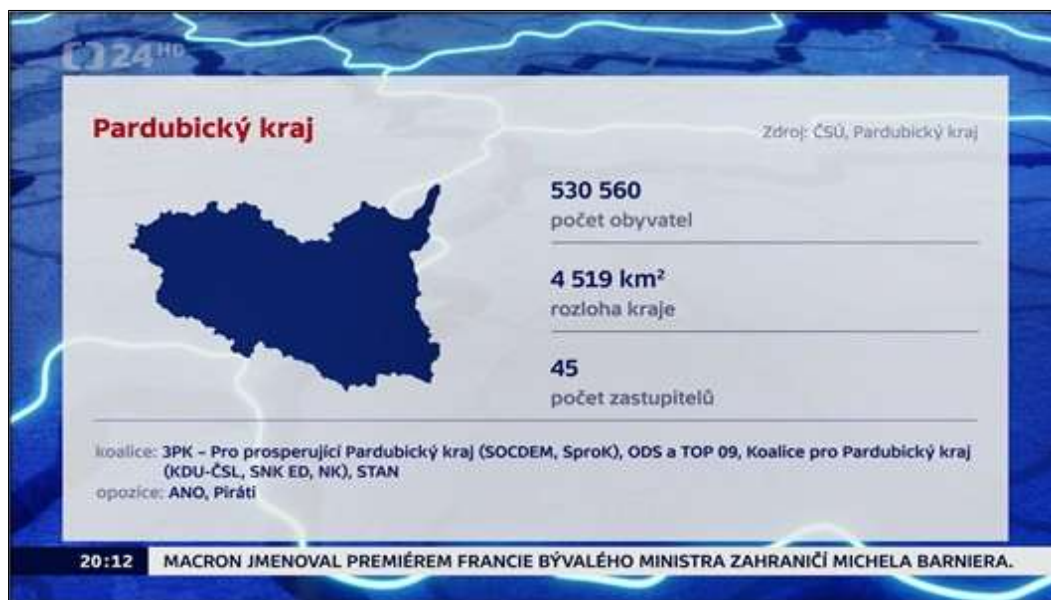 24 HD
Pardubický kraj
Zdroj: ČSÚ, Pardubický kraj
530 560
počet obyvatel
4 519 km²
rozloha kraje
45
počet zastupitelů
koalice: 3PK – Pro prosperující Pardubický kraj (SOCDEM, SproK), ODS a TOP 09, Koalice pro Pardubický kraj
(KDU-ČSL, SNK ED, NK), STAN
opozice: ANO, Piráti
20:12 MACRON JMENOVAL PREMIÉREM FRANCIE BÝVALÉHO MINISTRA ZAHRANIČÍ MICHELA BARNIERA.